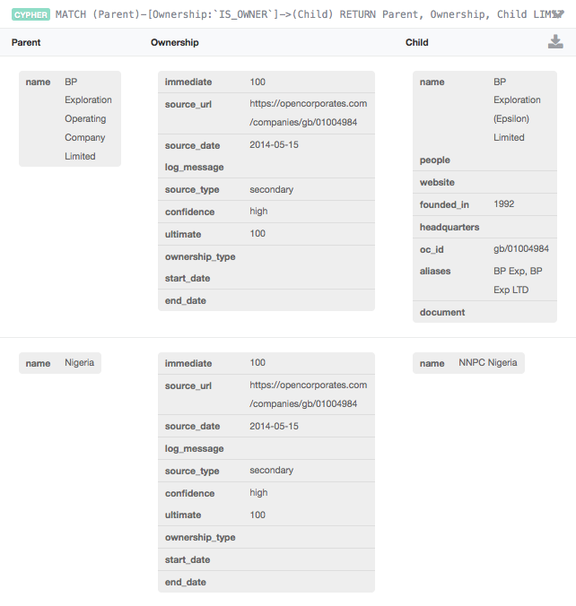 CYPHER MATCH (Parent)-[Ownership:`IS_OWNER`]->(Child) RETURN Parent, Ownership, Child
Parent Ownership Child
name BP
Exploration
Operating
Company
Limited
immediate 100
source_url https://opencorporates.com
/companies/gb/01004984
source_date 2014-05-15
log_message
source_type secondary
confidence high
ultimate 100
ownership_type
start_date
end_date
name BP
Exploration
(Epsilon)
Limited
people
website
founded_in 1992
headquarters
oc_id gb/01004984
aliases BP Exp, BP
Exp LTD
document
name Nigeria
immediate 100
source_url https://opencorporates.com
/companies/gb/01004984
source_date 2014-05-15
log_message
source_type secondary
confidence high
ultimate 100
ownership_type
start_date
end_date
name NNPC Nigeria